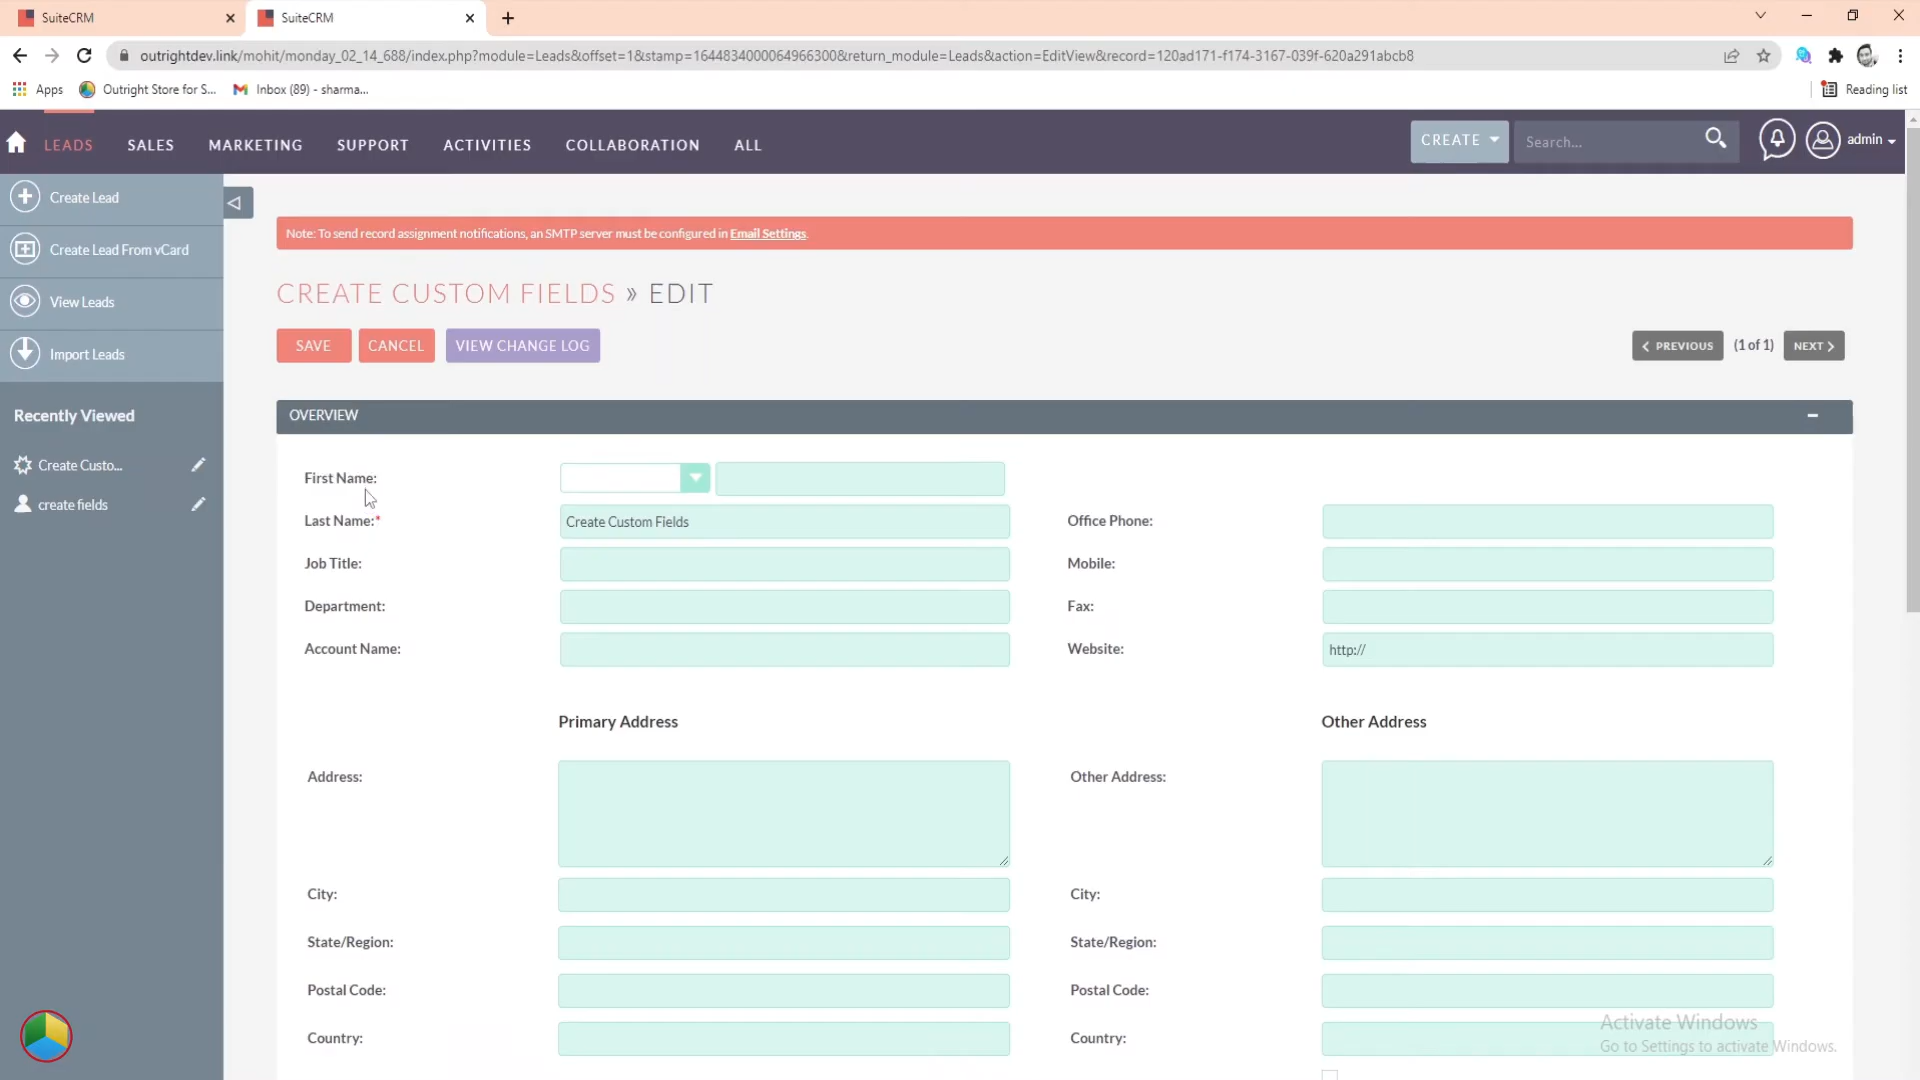 SuiteCRM
SuiteCRM
outrightdev.link/mohit/monday_02_14_688/index.php?module=Leads&offset=1&stamp=1644834000064966300&return_module=Leads&action=EditView&record=120ad171-f174-3167-039f-620a291abcb8
Apps
Outright Store for S...
Inbox (89) - sharma...
Reading list
LEADS SALES MARKETING SUPPORT ACTIVITIES COLLABORATION ALL
CREATE
Search...
admin
Create Lead
Create Lead From vCard
View Leads
Import Leads
Recently Viewed
Create Custo...
create fields
Note: To send record assignment notifications, an SMTP server must be configured in Email Settings.
CREATE CUSTOM FIELDS » EDIT
SAVE CANCEL VIEW CHANGE LOG
PREVIOUS (1 of 1) NEXT
OVERVIEW
First Name:
Last Name:* Create Custom Fields
Office Phone:
Job Title:
Mobile:
Department:
Fax:
Account Name:
Website: http://
Primary Address
Other Address
Address:
Other Address:
City:
City:
State/Region:
State/Region:
Postal Code:
Postal Code:
Country:
Country:
Activate Windows
Go to Settings to activate Windows.